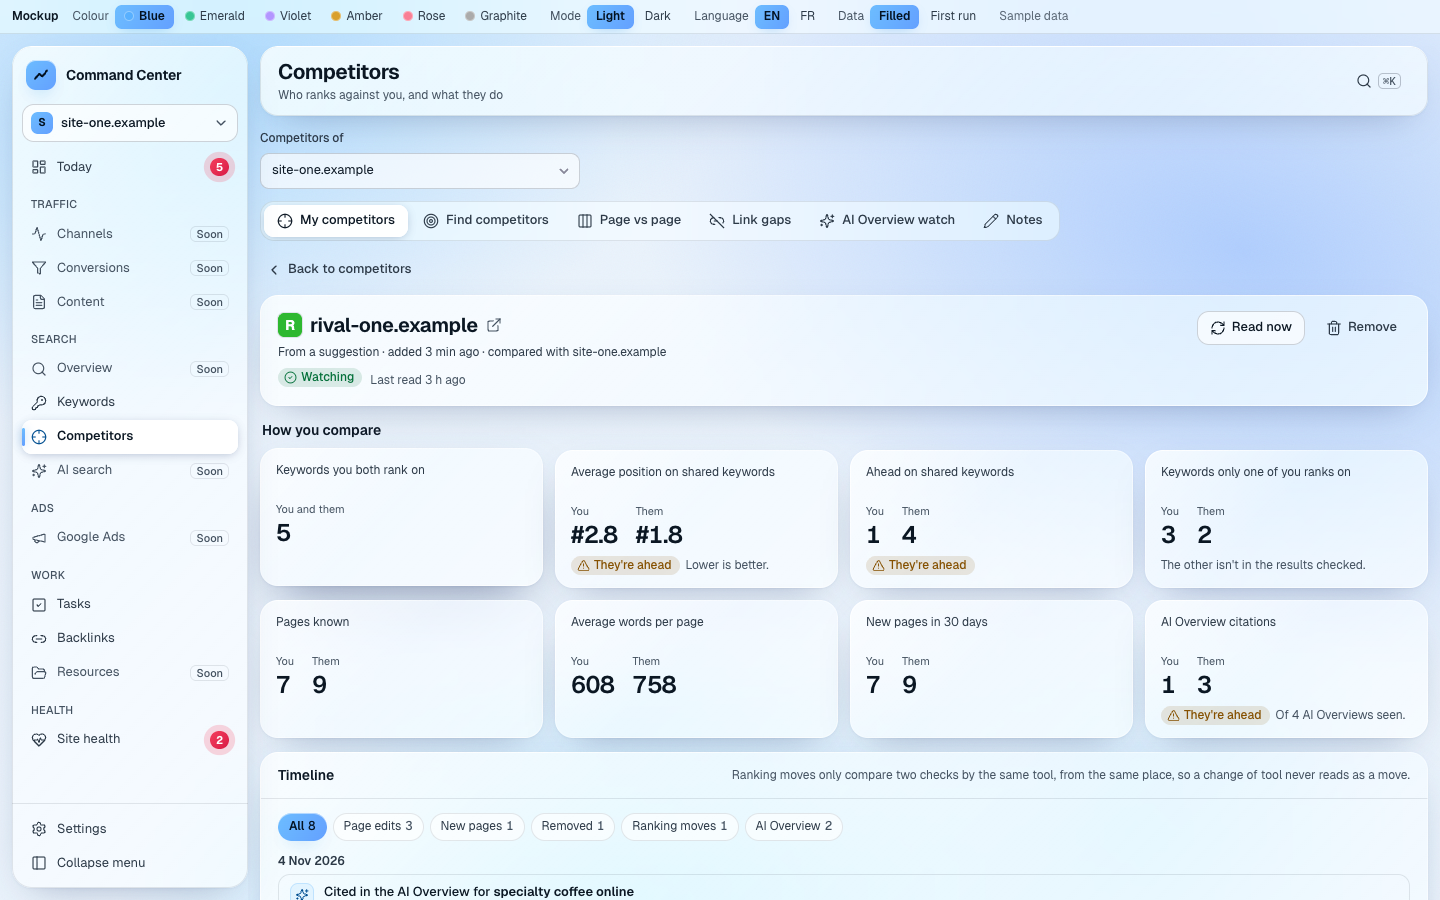 Mockup Colour Blue Emerald Violet Amber Rose Graphite Mode Light Dark Language EN FR Data Filled First run Sample data
Command Center
S site-one.example
Today 5
TRAFFIC
Channels Soon
Conversions Soon
Content Soon
SEARCH
Overview Soon
Keywords
Competitors
AI search Soon
ADS
Google Ads Soon
WORK
Tasks
Backlinks
Resources Soon
HEALTH
Site health 2
Settings
Collapse menu
Competitors
Who ranks against you, and what they do
⌘K
Competitors of
site-one.example
My competitors Find competitors Page vs page Link gaps AI Overview watch Notes
Back to competitors
R rival-one.example
Read now Remove
From a suggestion · added 3 min ago · compared with site-one.example
Watching Last read 3 h ago
How you compare
Keywords you both rank on
You and them
5
Average position on shared keywords
You Them
#2.8 #1.8
They're ahead Lower is better.
Ahead on shared keywords
You Them
1 4
They're ahead
Keywords only one of you ranks on
You Them
3 2
The other isn't in the results checked.
Pages known
You Them
7 9
Average words per page
You Them
608 758
New pages in 30 days
You Them
7 9
AI Overview citations
You Them
1 3
They're ahead Of 4 AI Overviews seen.
Timeline
Ranking moves only compare two checks by the same tool, from the same place, so a change of tool never reads as a move.
All 8 Page edits 3 New pages 1 Removed 1 Ranking moves 1 AI Overview 2
4 Nov 2026
Cited in the AI Overview for specialty coffee online